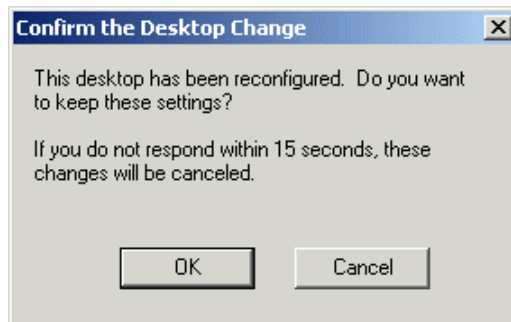 Confirm the Desktop Change
This desktop has been reconfigured.  Do you want
to keep these settings?
If you do not respond within 15 seconds, these
changes will be canceled.
OK
Cancel